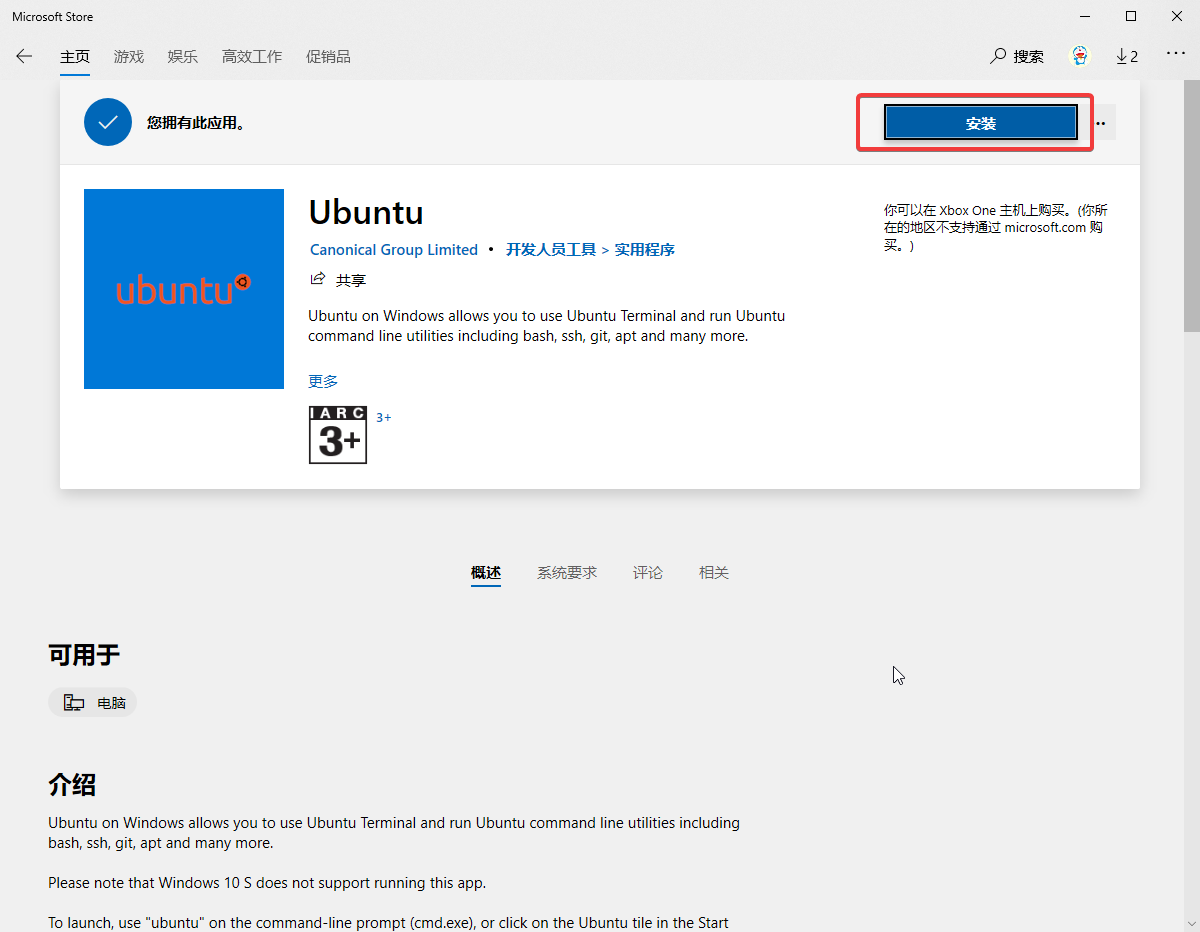 Microsoft Store
主页 游戏 娱乐 高效工作 促销品 搜索 2
您拥有此应用。
安装
Ubuntu
Canonical Group Limited • 开发人员工具 > 实用程序
共享
你可以在 Xbox One 主机上购买。(你所
在的地区不支持通过 microsoft.com 购
买。)
ubuntu
Ubuntu on Windows allows you to use Ubuntu Terminal and run Ubuntu
command line utilities including bash, ssh, git, apt and many more.
更多
IARC
3+
3+
概述 系统要求 评论 相关
可用于
电脑
介绍
Ubuntu on Windows allows you to use Ubuntu Terminal and run Ubuntu command line utilities including
bash, ssh, git, apt and many more.
Please note that Windows 10 S does not support running this app.
To launch, use "ubuntu" on the command-line prompt (cmd.exe), or click on the Ubuntu tile in the Start